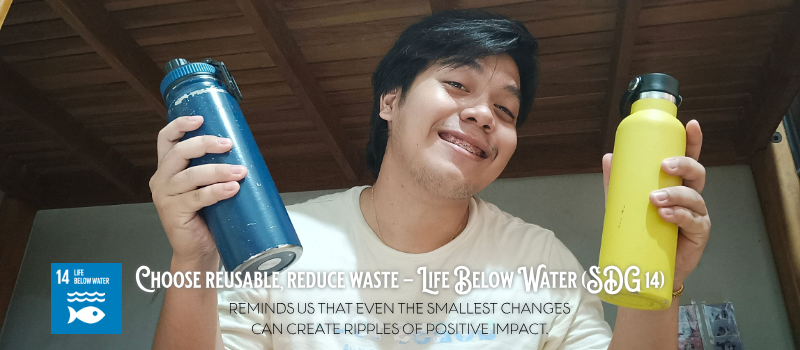 14 LIFE
BELOW WATER
CHOOSE REUSABLE, REDUCE WASTE – LIFE BELOW WATER (SDG 14)
REMINDS US THAT EVEN THE SMALLEST CHANGES
CAN CREATE RIPPLES OF POSITIVE IMPACT.